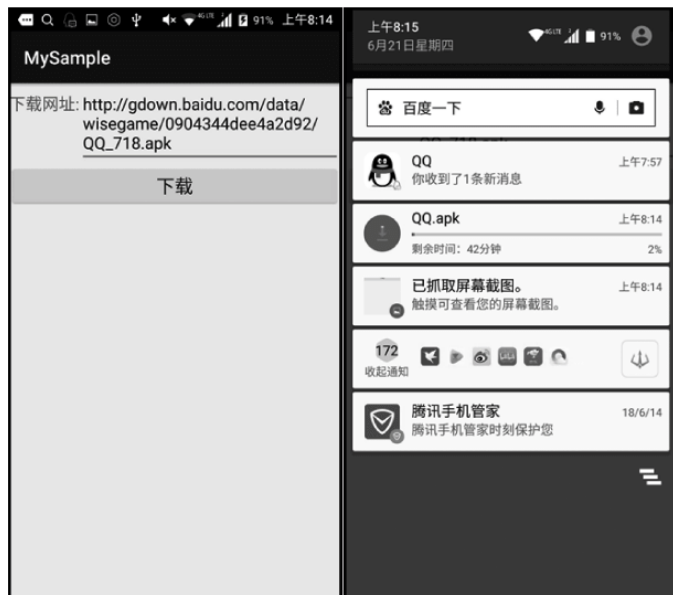 91% 上午8:14
MySample
下载网址: http://gdown.baidu.com/data/
wisegame/0904344dee4a2d92/
QQ_718.apk
下载
上午8:15
6月21日星期四
91%
百度一下
QQ
上午7:57
你收到了1条新消息
QQ.apk
上午8:14
剩余时间：42分钟
2%
已抓取屏幕截图。
上午8:14
触摸可查看您的屏幕截图。
172
收起通知
腾讯手机管家
18/6/14
腾讯手机管家时刻保护您